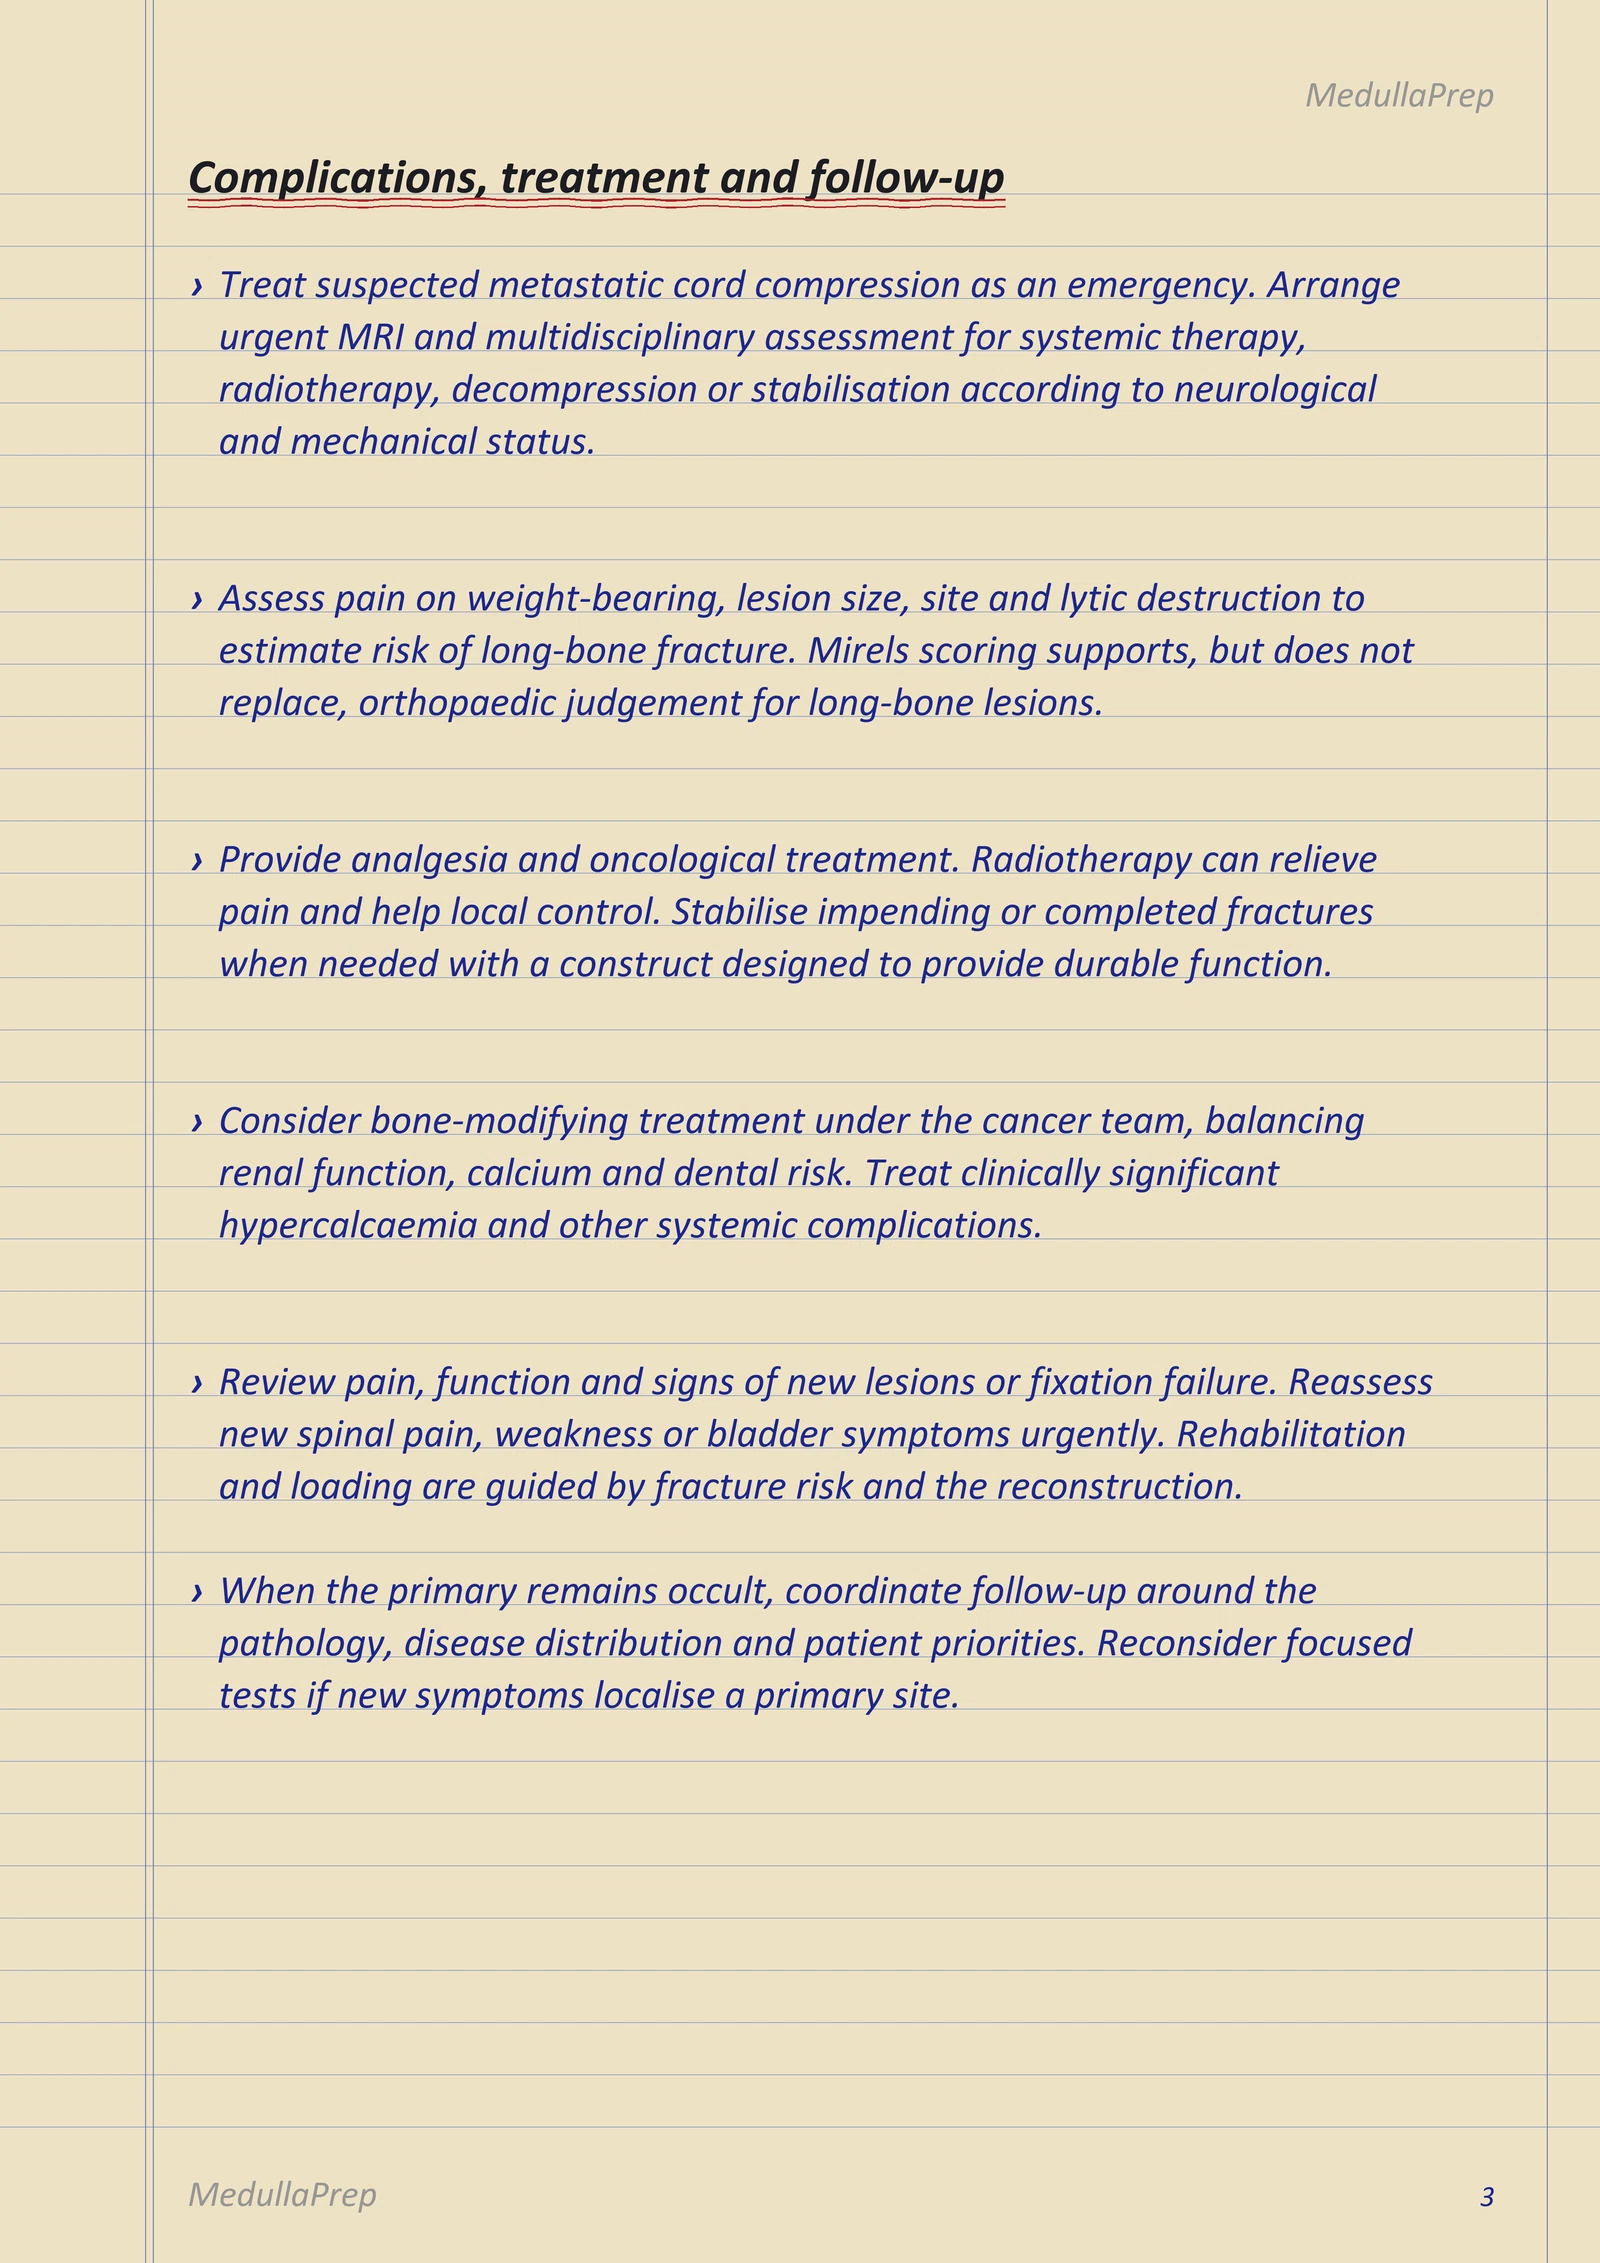 MedullaPrep
Complications, treatment and follow-up
› Treat suspected metastatic cord compression as an emergency. Arrange
urgent MRI and multidisciplinary assessment for systemic therapy,
radiotherapy, decompression or stabilisation according to neurological
and mechanical status.
› Assess pain on weight-bearing, lesion size, site and lytic destruction to
estimate risk of long-bone fracture. Mirels scoring supports, but does not
replace, orthopaedic judgement for long-bone lesions.
› Provide analgesia and oncological treatment. Radiotherapy can relieve
pain and help local control. Stabilise impending or completed fractures
when needed with a construct designed to provide durable function.
› Consider bone-modifying treatment under the cancer team, balancing
renal function, calcium and dental risk. Treat clinically significant
hypercalcaemia and other systemic complications.
› Review pain, function and signs of new lesions or fixation failure. Reassess
new spinal pain, weakness or bladder symptoms urgently. Rehabilitation
and loading are guided by fracture risk and the reconstruction.
› When the primary remains occult, coordinate follow-up around the
pathology, disease distribution and patient priorities. Reconsider focused
tests if new symptoms localise a primary site.
MedullaPrep
3